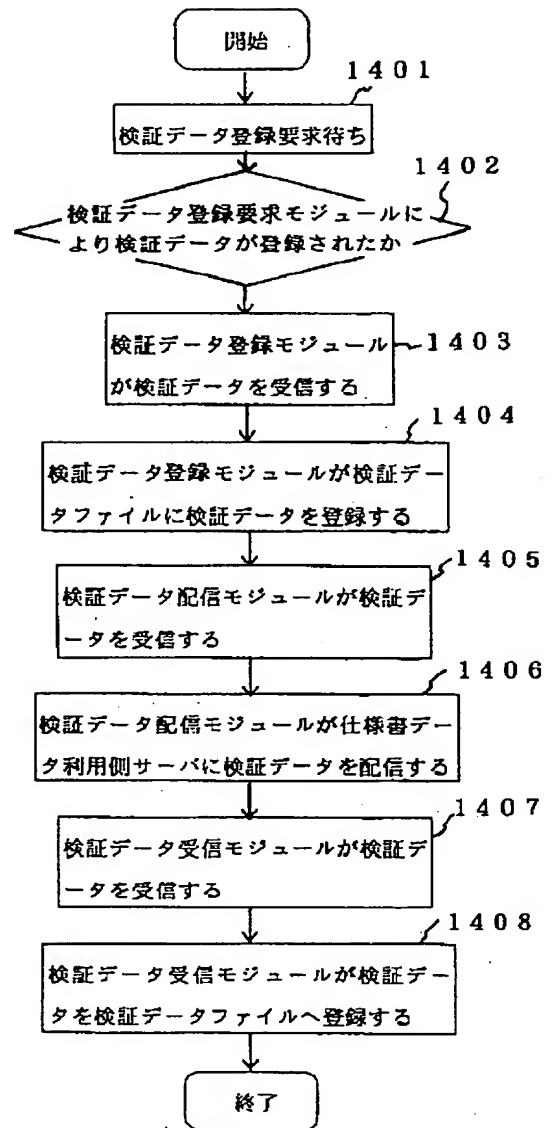 開始
1401
検証データ登録要求待ち
1402
検証データ登録要求モジュールに
より検証データが登録されたか
検証データ登録モジュール
1403
が検証データを受信する
1404
検証データ登録モジュールが検証デー
タファイルに検証データを登録する
1405
検証データ配信モジュールが検証デ
ータを受信する
1406
検証データ配信モジュールが仕様書デー
タ利用側サーバに検証データを配信する
1407
検証データ受信モジュールが検証デ
ータを受信する
1408
検証データ受信モジュールが検証デー
タを検証データファイルへ登録する
終了